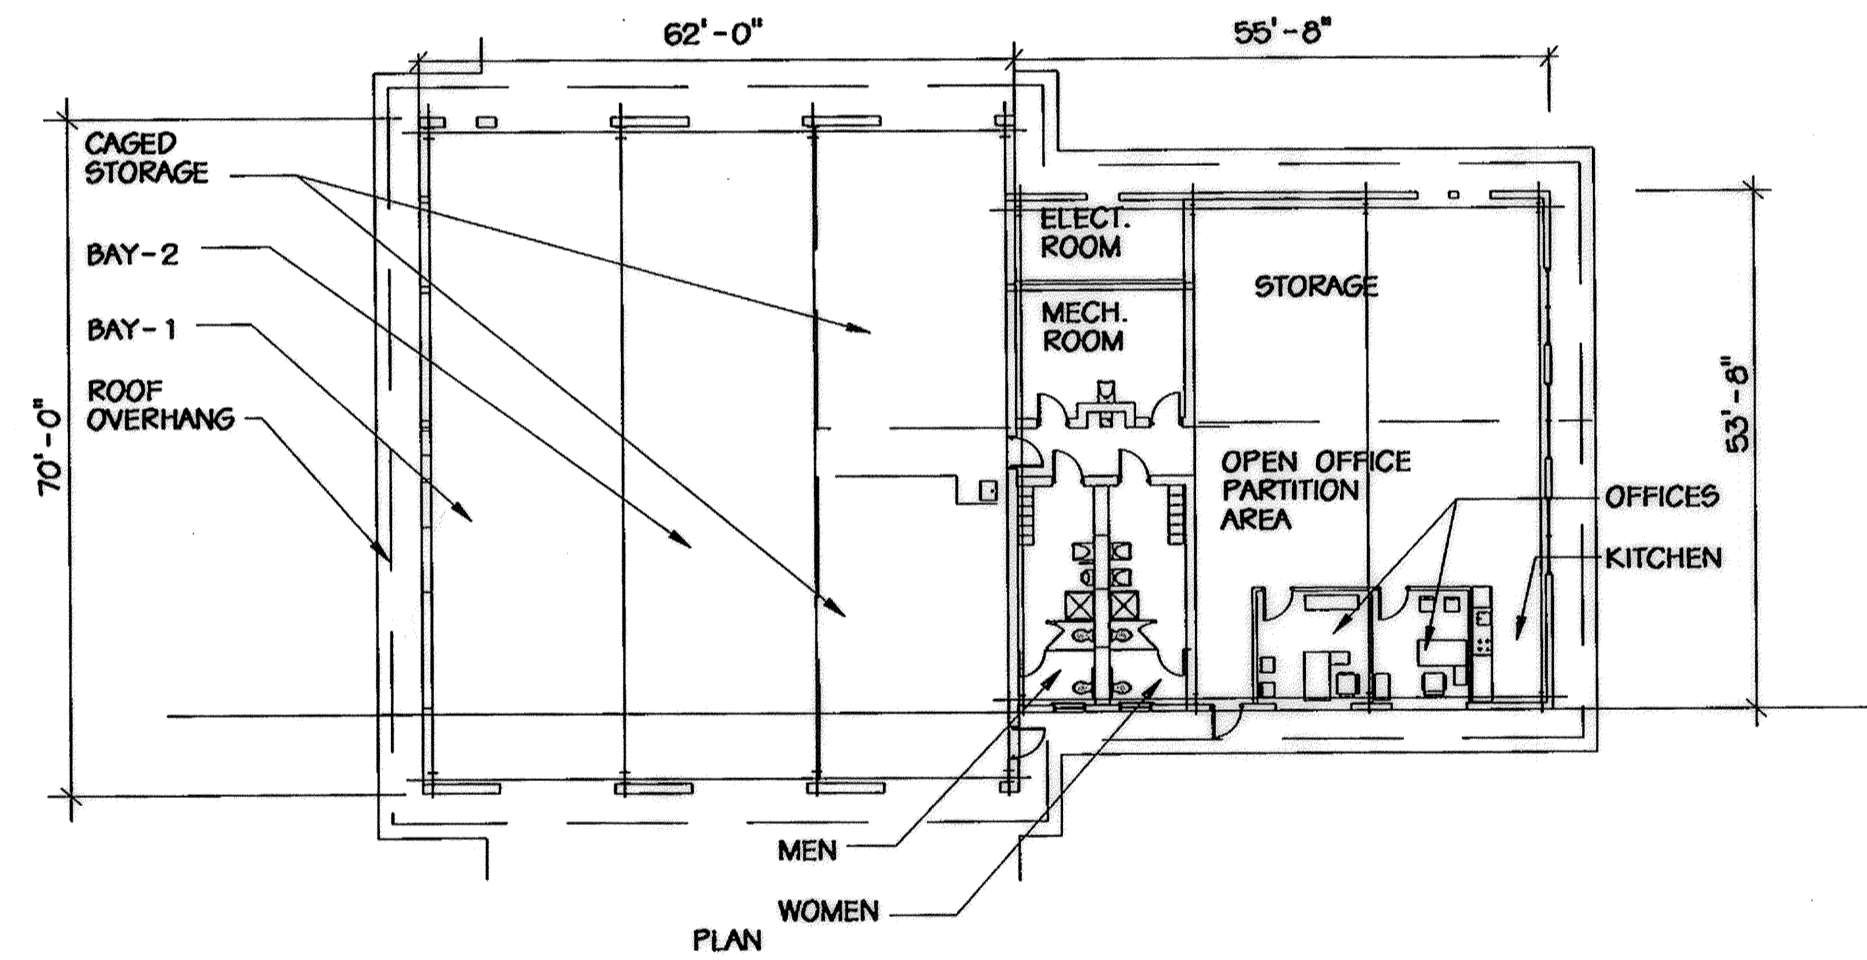 62'-0"
55'-8"
CAGED
STORAGE
BAY-2
BAY-1
ROOF
OVERHANG
70'-0"
ELECT.
ROOM
MECH.
ROOM
STORAGE
OPEN OFFICE
PARTITION
AREA
53'-8"
OFFICES
KITCHEN
MEN
WOMEN
PLAN